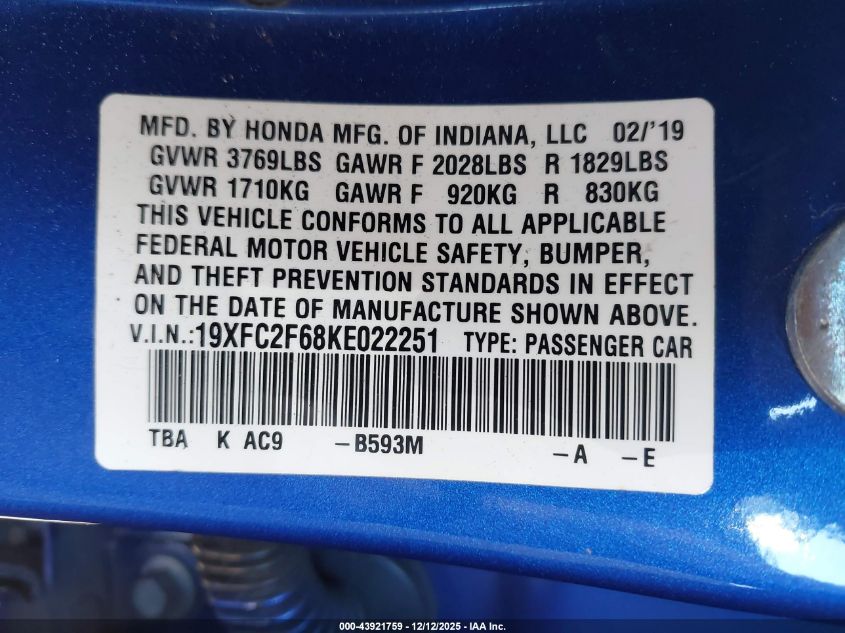 MFD. BY HONDA MFG. OF INDIANA, LLC 02/'19
GVWR 3769LBS GAWR F 2028LBS R 1829LBS
GVWR 1710KG GAWR F 920KG R 830KG
THIS VEHICLE CONFORMS TO ALL APPLICABLE
FEDERAL MOTOR VEHICLE SAFETY, BUMPER,
AND THEFT PREVENTION STANDARDS IN EFFECT
ON THE DATE OF MANUFACTURE SHOWN ABOVE.
V.I.N.:19XFC2F68KE022251 TYPE: PASSENGER CAR
TBA K AC9 -B593M -A -E
000-43921759 - 12/12/2025 - IAA Inc.